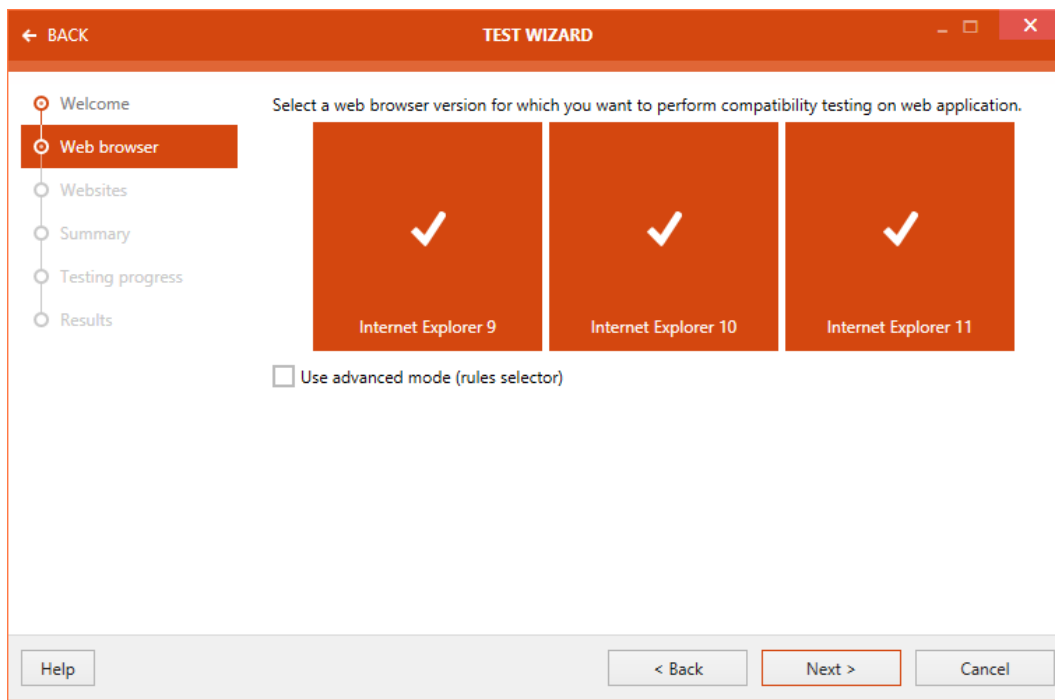 BACK
TEST WIZARD
Welcome
Web browser
Websites
Summary
Testing progress
Results
Select a web browser version for which you want to perform compatibility testing on web application.
Internet Explorer 9
Internet Explorer 10
Internet Explorer 11
Use advanced mode (rules selector)
Help
< Back
Next >
Cancel